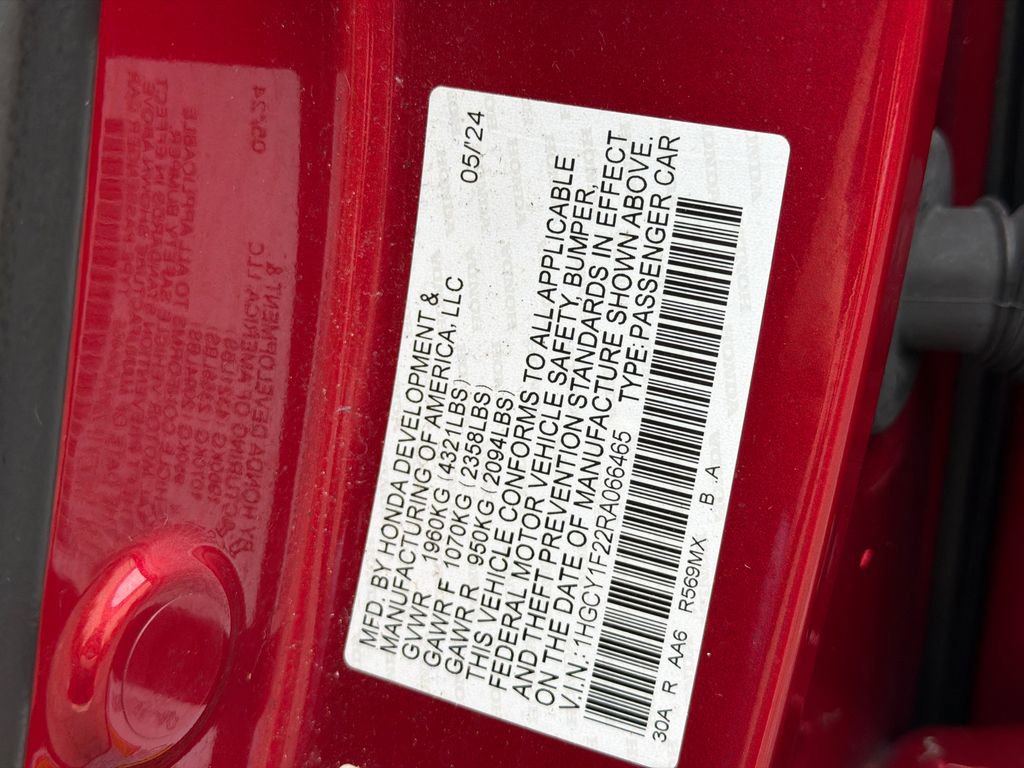 MFD. BY HONDA DEVELOPMENT & 05/'24
MANUFACTURING OF AMERICA, LLC
GVWR 1960KG (4321LBS)
GAWR F 1070KG (2358LBS)
GAWR R 950KG (2094LBS)
THIS VEHICLE CONFORMS TO ALL APPLICABLE
FEDERAL MOTOR VEHICLE SAFETY, BUMPER,
AND THEFT PREVENTION STANDARDS IN EFFECT
ON THE DATE OF MANUFACTURE SHOWN ABOVE.
V.I.N.:1HGCY1F22RA066465 TYPE:PASSENGER CAR
30A R AA6 R569MX B .A